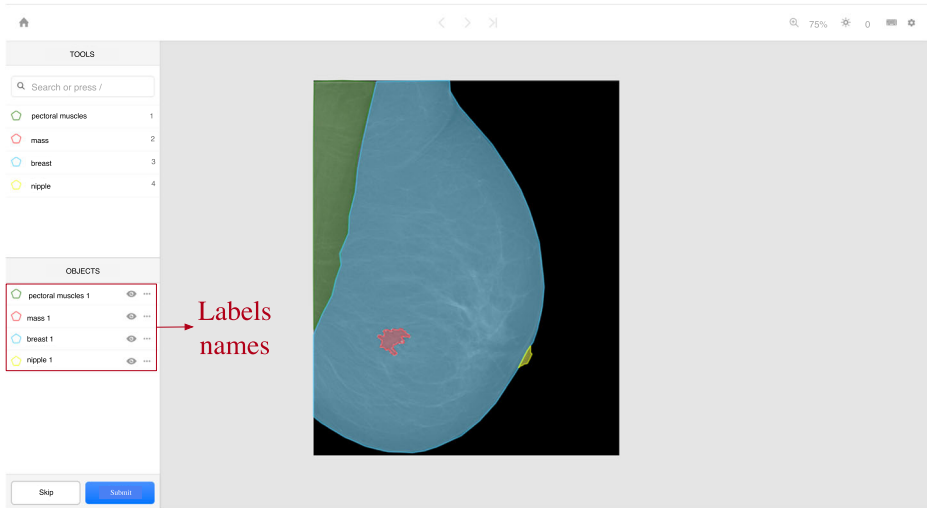 75%
0
TOOLS
Search or press /
pectoral muscles 1
mass 2
breast 3
nipple 4
OBJECTS
pectoral muscles 1
mass 1
breast 1
nipple 1
Labels
names
Skip
Submit